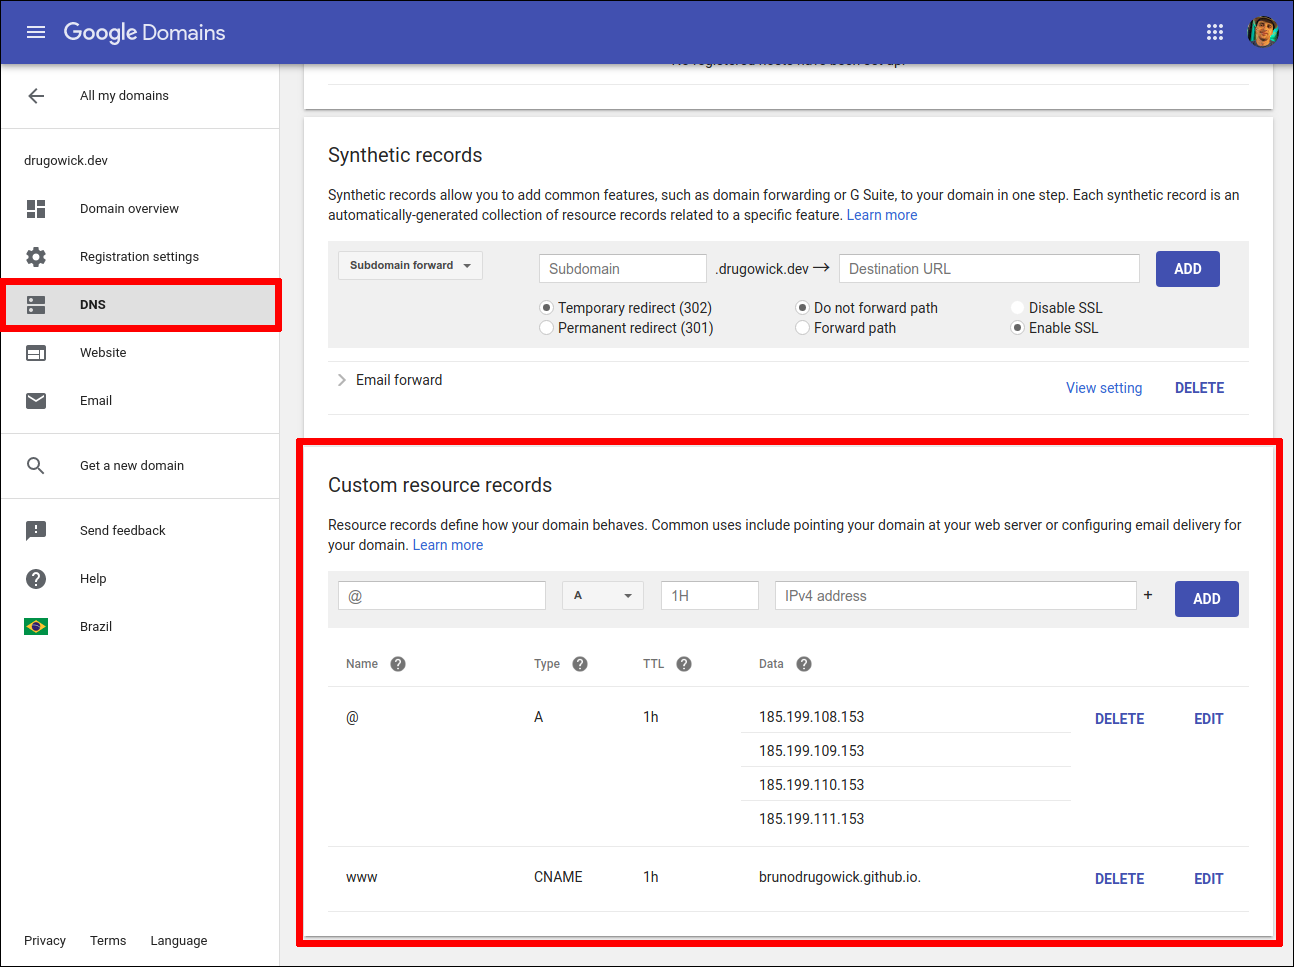 Google Domains
No registered hosts have been set up.
All my domains
drugowick.dev
Domain overview
Registration settings
DNS
Website
Email
Get a new domain
Send feedback
Help
Brazil
Privacy Terms Language
Synthetic records
Synthetic records allow you to add common features, such as domain forwarding or G Suite, to your domain in one step. Each synthetic record is an
automatically-generated collection of resource records related to a specific feature. Learn more
Subdomain forward Subdomain .drugowick.dev → Destination URL ADD
Temporary redirect (302) Do not forward path Disable SSL
Permanent redirect (301) Forward path Enable SSL
Email forward View setting DELETE
Custom resource records
Resource records define how your domain behaves. Common uses include pointing your domain at your web server or configuring email delivery for
your domain. Learn more
@ A 1H IPv4 address + ADD
Name ? Type ? TTL ? Data ?
@ A 1h 185.199.108.153 DELETE EDIT
185.199.109.153
185.199.110.153
185.199.111.153
www CNAME 1h brunodrugowick.github.io. DELETE EDIT